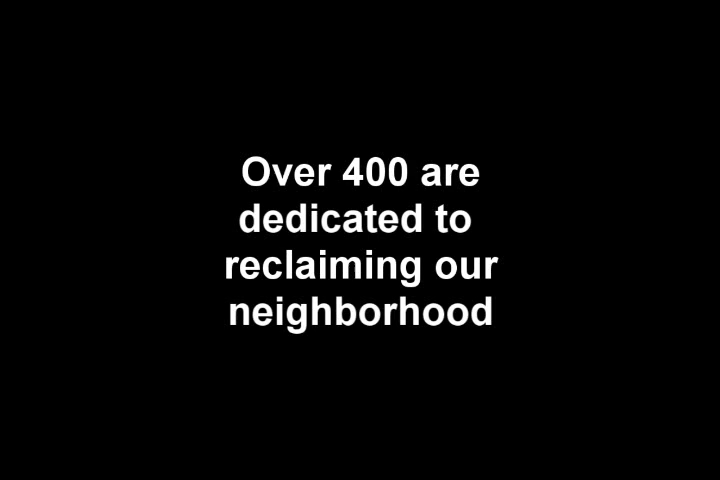 Over 400 are
dedicated to
reclaiming our
neighborhood